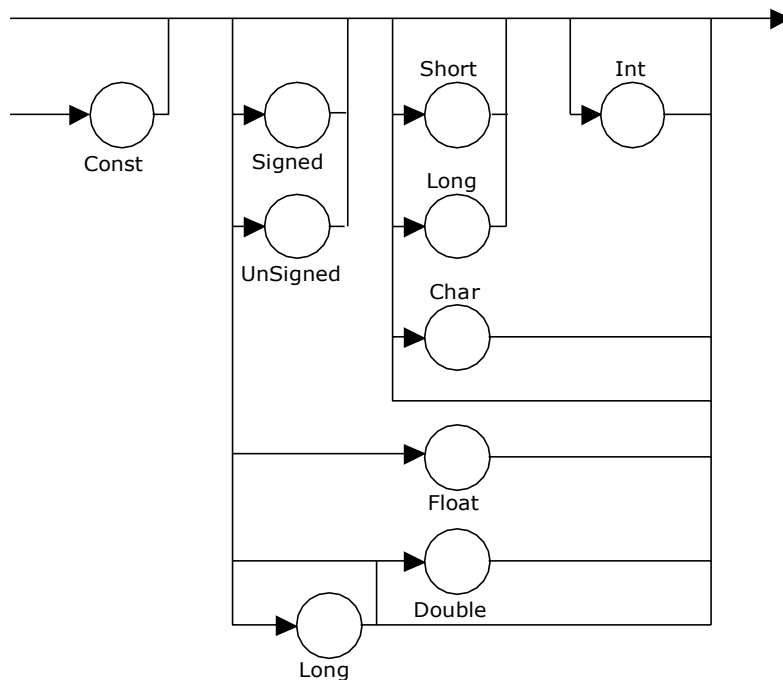 Short
Int
Const
Signed
Long
UnSigned
Char
Float
Double
Long